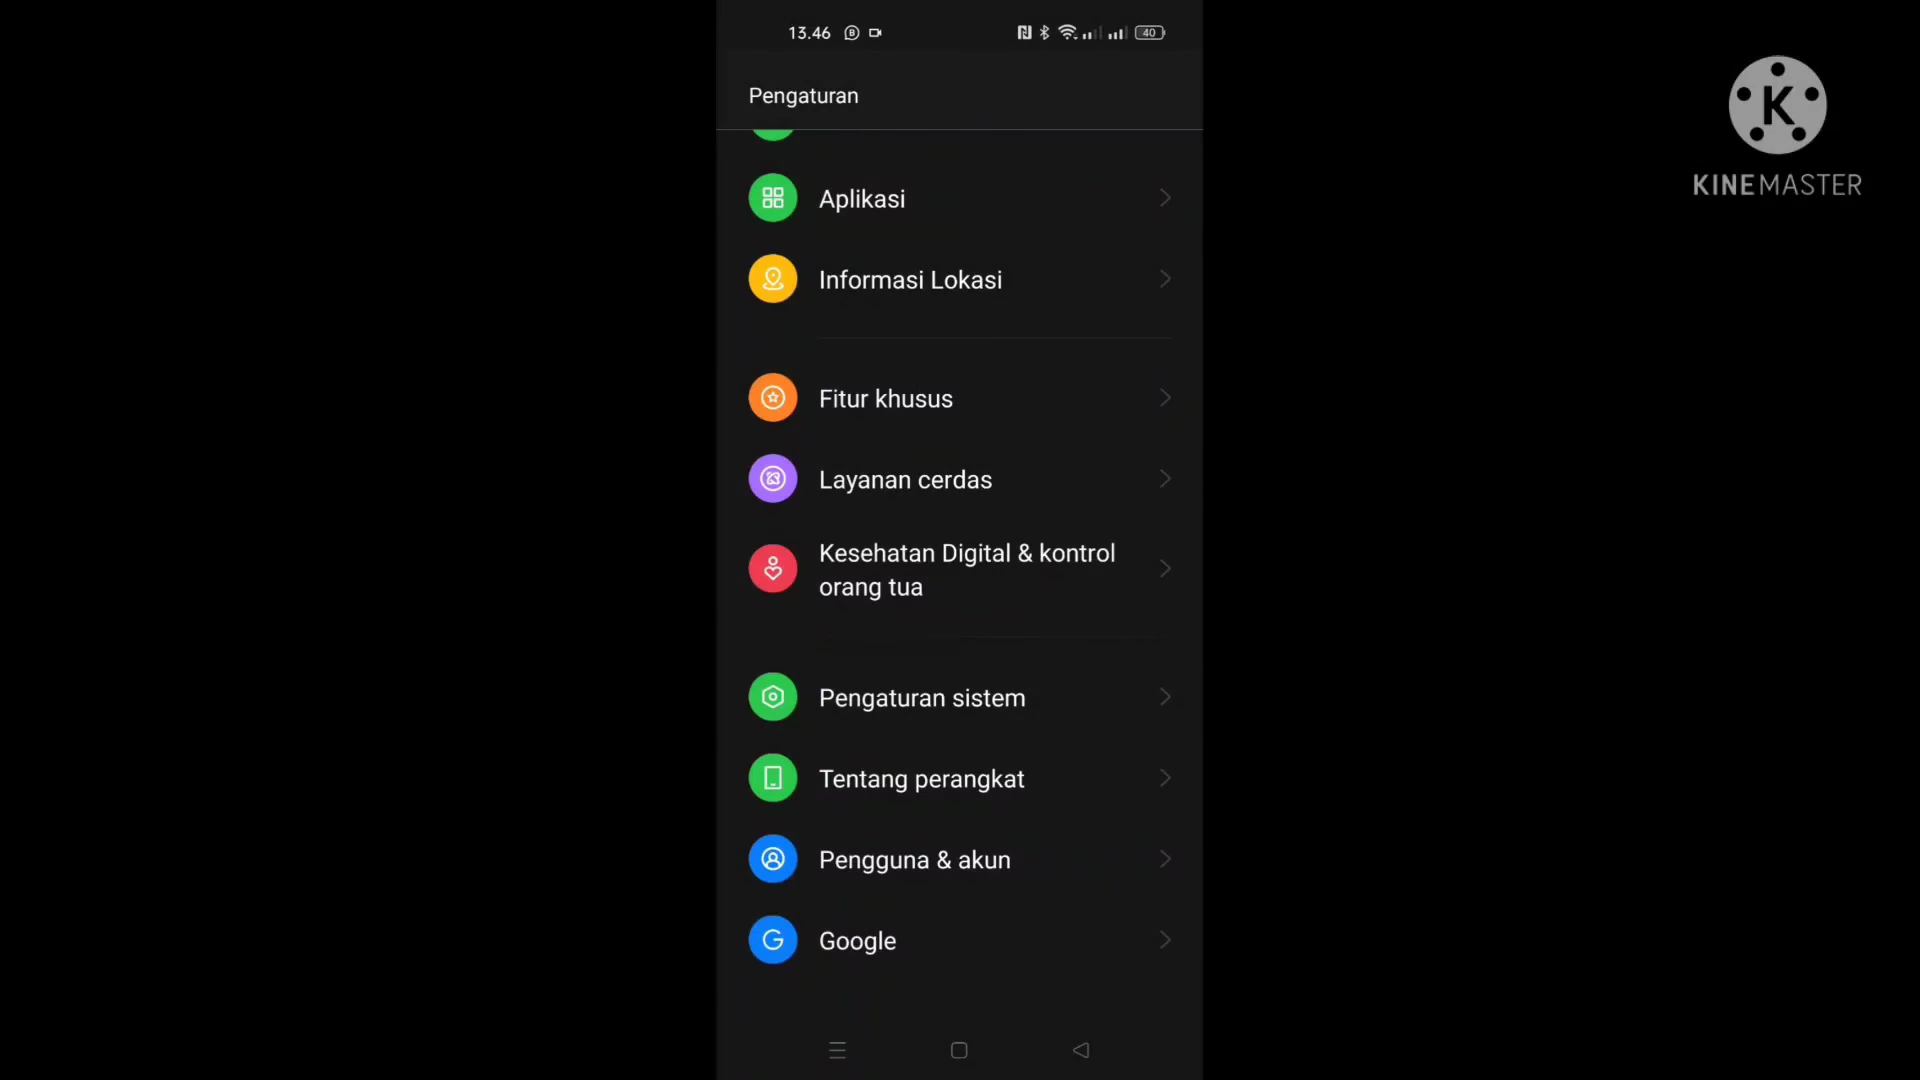 13.46
40
Pengaturan
Aplikasi
Informasi Lokasi
Fitur khusus
Layanan cerdas
Kesehatan Digital & kontrol
orang tua
Pengaturan sistem
Tentang perangkat
Pengguna & akun
Google
K
KINEMASTER